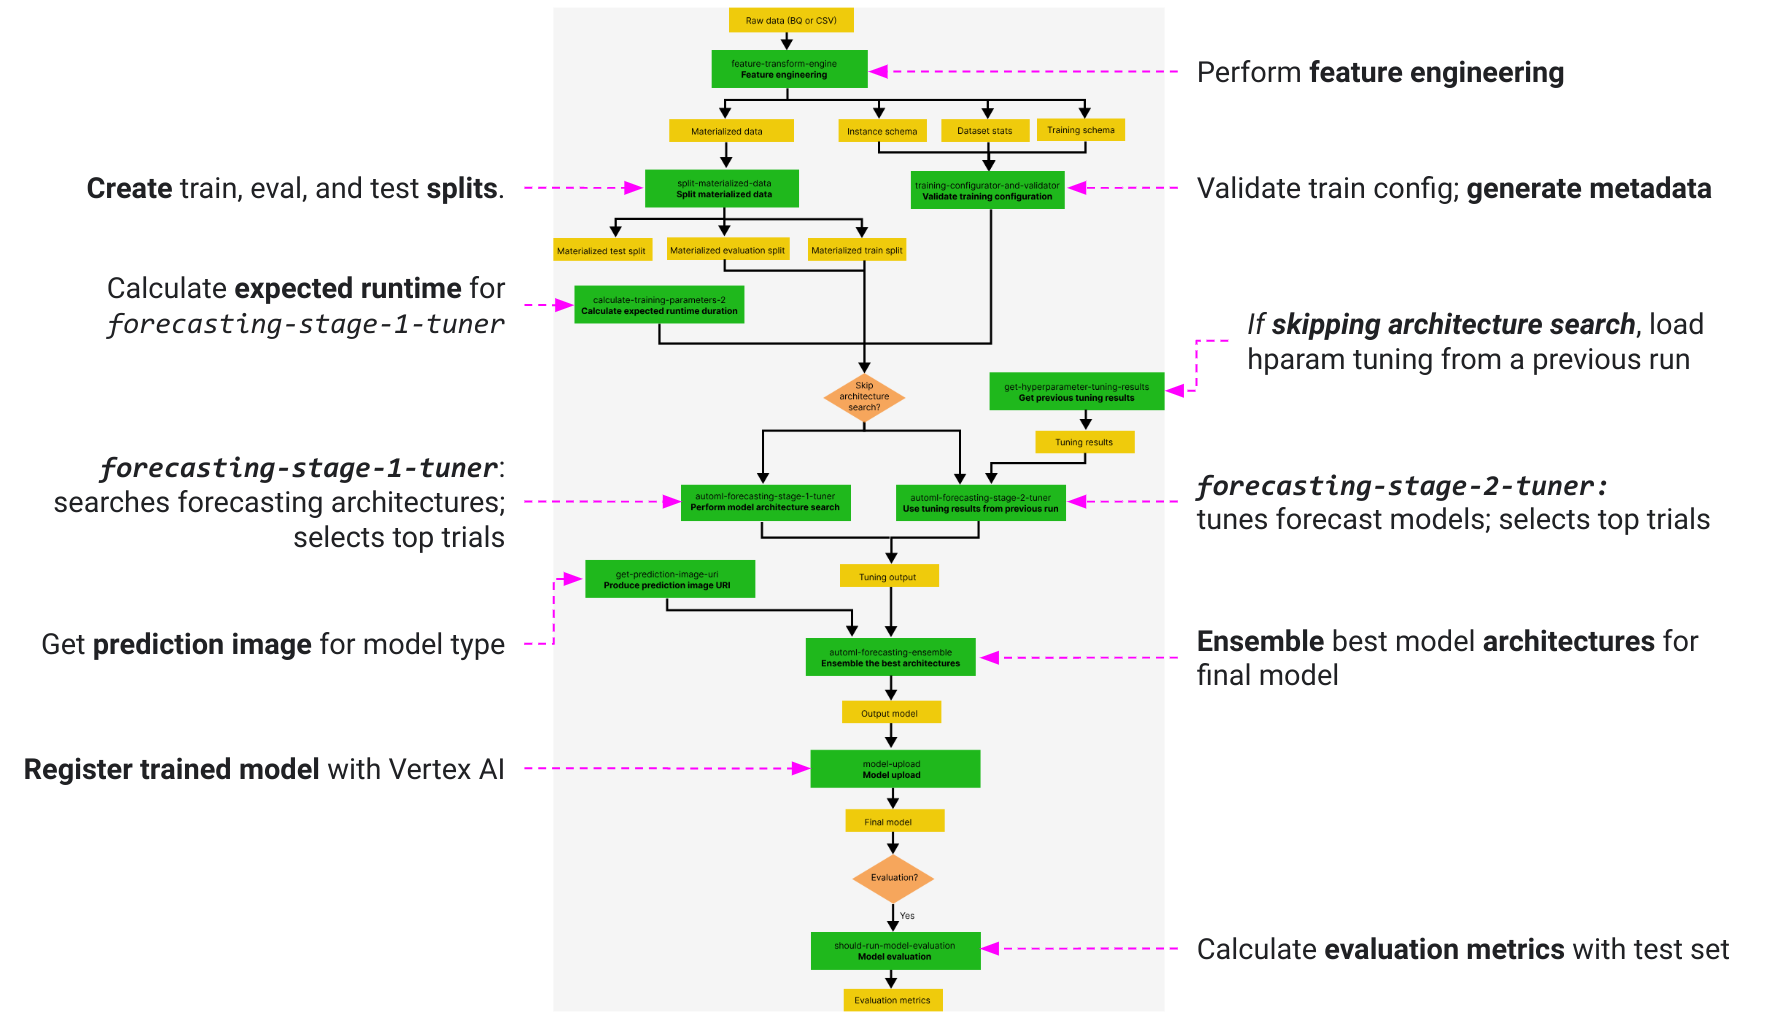 Raw data (BQ or CSV)
feature-transform-engine
Feature engineering
Perform feature engineering
Materialized data
Instance schema
Dataset stats
Training schema
Create train, eval, and test splits.
split-materialized-data
Split materialized data
training-configurator-and-validator
Validate training configuration
Validate train config; generate metadata
Materialized test split
Materialized evaluation split
Materialized train split
Calculate expected runtime for
forecasting-stage-1-tuner
calculate-training-parameters-2
Calculate expected runtime duration
If skipping architecture search, load
hparam tuning from a previous run
Skip
architecture
search?
get-hyperparameter-tuning-results
Get previous tuning results
Tuning results
forecasting-stage-1-tuner:
searches forecasting architectures;
selects top trials
automl-forecasting-stage-1-tuner
Perform model architecture search
automl-forecasting-stage-2-tuner
Use tuning results from previous run
forecasting-stage-2-tuner:
tunes forecast models; selects top trials
get-prediction-image-uri
Produce prediction image URI
Tuning output
Get prediction image for model type
automl-forecasting-ensemble
Ensemble the best architectures
Ensemble best model architectures for
final model
Output model
Register trained model with Vertex AI
model-upload
Model upload
Final model
Evaluation?
Yes
should-run-model-evaluation
Model evaluation
Calculate evaluation metrics with test set
Evaluation metrics